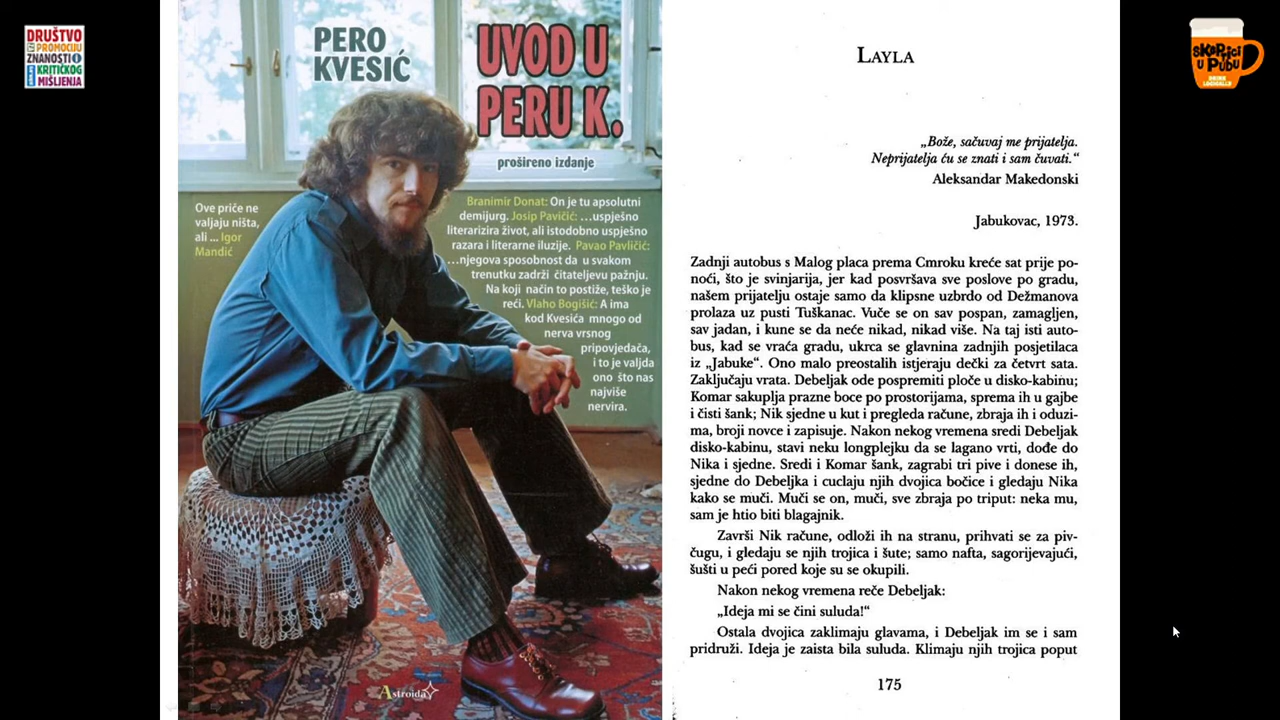 DRUŠTVO
ZA PROMOCIJU
ZNANOSTI I
KRITIČKOG
MIŠLJENJA
PERO
KVESIĆ
UVOD U
PERU K.
prošireno izdanje
Ove priče ne
valjaju ništa,
ali ... Igor
Mandić
Branimir Donat: On je tu apsolutni
demijurg. Josip Pavičić: ...uspješno
literarizira život, ali istodobno uspješno
razara i literarne iluzije. Pavao Pavličić:
...njegova sposobnost da u svakom
trenutku zadrži čitateljevu pažnju.
Na koji način to postiže, teško je
reći. Vlaho Bogišić: A ima
kod Kvesića mnogo od
nerva vrsnog
pripovjedača,
i to je valjda
ono što nas
najviše
nervira.
Astroida
LAYLA
„Bože, sačuvaj me prijatelja.
Neprijatelja ću se znati i sam čuvati.“
Aleksandar Makedonski
Jabukovac, 1973.
Zadnji autobus s Malog placa prema Cmroku kreće sat prije po-
noći, što je svinjarija, jer kad posvršava sve poslove po gradu,
našem prijatelju ostaje samo da klipsne uzbrdo od Dežmanova
prolaza uz pusti Tuškanac. Vuče se on sav pospan, zamagljen,
sav jadan, i kune se da neće nikad, nikad više. Na taj isti auto-
bus, kad se vraća gradu, ukrca se glavnina zadnjih posjetilaca
iz „Jabuke“. Ono malo preostalih istjeraju dečki za četvrt sata.
Zaključaju vrata. Debeljak ode pospremiti ploče u disko-kabinu;
Komar sakuplja prazne boce po prostorijama, sprema ih u gajbe
i čisti šank; Nik sjedne u kut i pregleda račune, zbraja ih i oduzi-
ma, broji novce i zapisuje. Nakon nekog vremena sredi Debeljak
disko-kabinu, stavi neku longplejku da se lagano vrti, dođe do
Nika i sjedne. Sredi i Komar šank, zagrabi tri pive i donese ih,
sjedne do Debeljka i cuclaju njih dvojica bočice i gledaju Nika
kako se muči. Muči se on, muči, sve zbraja po triput: neka mu,
sam je htio biti blagajnik.
Završi Nik račune, odloži ih na stranu, prihvati se za piv-
čugu, i gledaju se njih trojica i šute; samo nafta, sagorijevajući,
šušti u peći pored koje su se okupili.
Nakon nekog vremena reče Debeljak:
„Ideja mi se čini suluda!“
Ostala dvojica zaklimaju glavama, i Debeljak im se i sam
pridruži. Ideja je zaista bila suluda. Klimaju njih trojica poput
175
SKEPTICI
U PUBU
DRINK
LOGICALLY